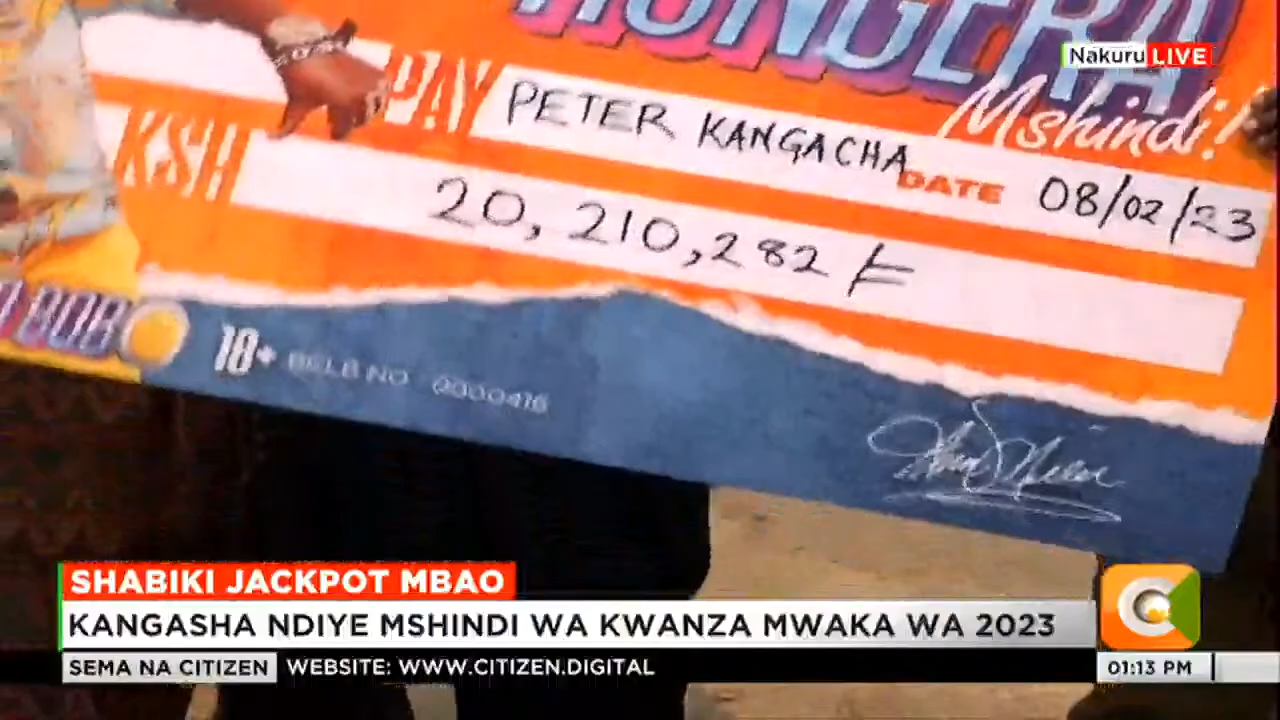 HONGERA
Mshindi!
Nakuru LIVE
PAY PETER KANGACHA
DATE 08/02/23
KSH 20,210,282/=
BOB
18+ BCLB NO 0000416
SHABIKI JACKPOT MBAO
KANGASHA NDIYE MSHINDI WA KWANZA MWAKA WA 2023
SEMA NA CITIZEN WEBSITE: WWW.CITIZEN.DIGITAL
01:13 PM